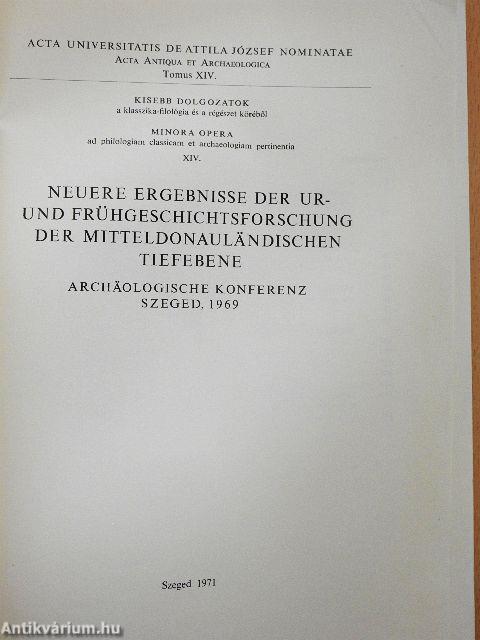 ACTA UNIVERSITATIS DE ATTILA JÓZSEF NOMINATAE
ACTA ANTIQUA ET ARCHAEOLOGICA
Tomus XIV.
KISEBB DOLGOZATOK
a klasszika-filológia és a régészet köréből
MINORA OPERA
ad philologiam classicam et archaeologiam pertinentia
XIV.
NEUERE ERGEBNISSE DER UR-
UND FRÜHGESCHICHTSFORSCHUNG
DER MITTELDONAULÄNDISCHEN
TIEFEBENE
ARCHÄOLOGISCHE KONFERENZ
SZEGED, 1969
Szeged 1971
Antikvárium.hu